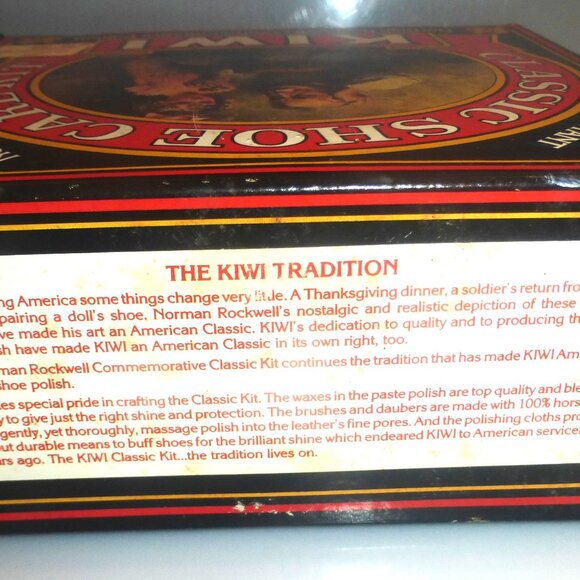 KIWI
CLASSIC SHOE CARE
THE KIWI TRADITION
ng America some things change very little. A Thanksgiving dinner, a soldier's return fro
pairing a doll's shoe. Norman Rockwell's nostalgic and realistic depiction of these
ve made his art an American Classic. KIWI's dedication to quality and to producing th
sh have made KIWI an American Classic in its own right, too.
man Rockwell Commemorative Classic Kit continues the tradition that has made KIWI Am
shoe polish.
es special pride in crafting the Classic Kit. The waxes in the paste polish are top quality and ble
y to give just the right shine and protection. The brushes and daubers are made with 100% hors
gently, yet thoroughly, massage polish into the leather's fine pores. And the polishing cloths pro
out durable means to buff shoes for the brilliant shine which endeared KIWI to American service
ars ago. The KIWI Classic Kit...the tradition lives on.